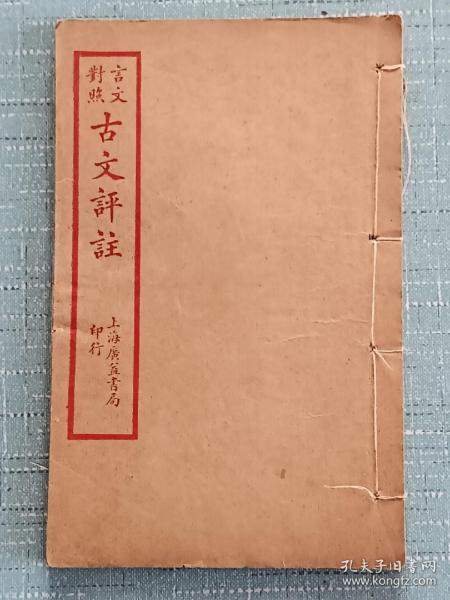 言文
對照
古文評註
上海廣益書局
印行
孔夫子旧书网
www.kongfz.com